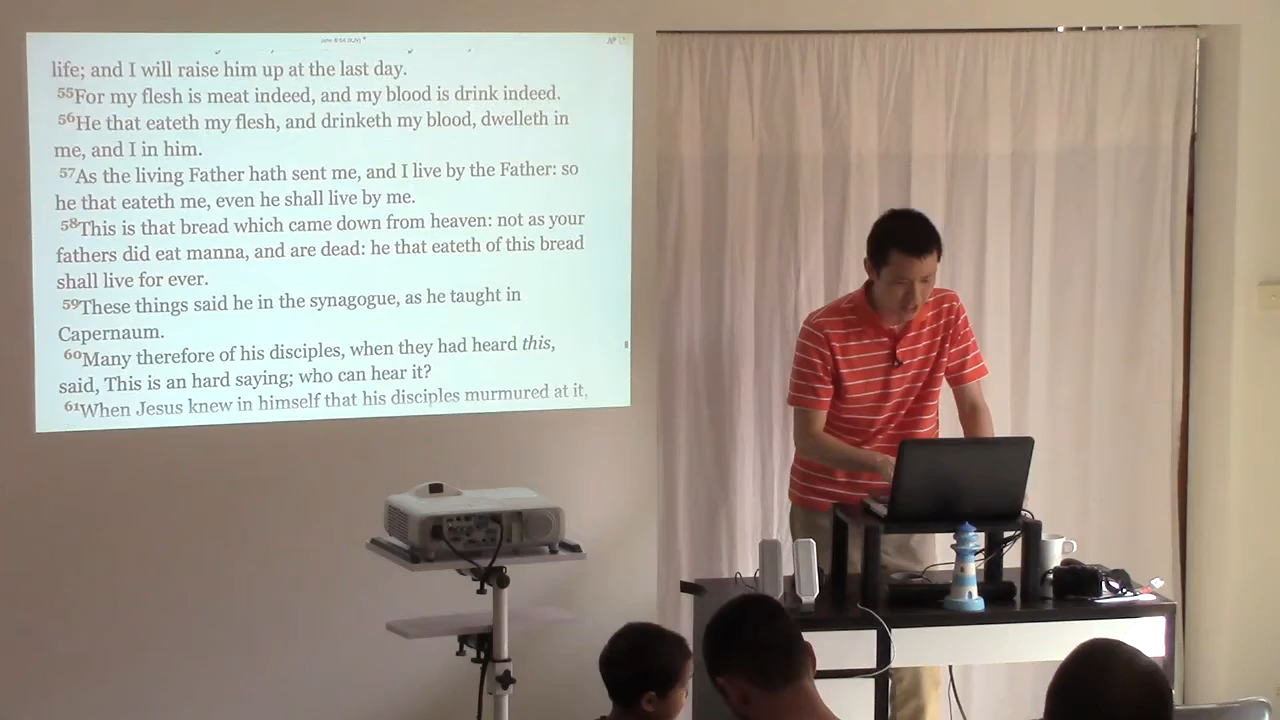 John 6:54 (KJV)
life; and I will raise him up at the last day.
55For my flesh is meat indeed, and my blood is drink indeed.
56He that eateth my flesh, and drinketh my blood, dwelleth in
me, and I in him.
57As the living Father hath sent me, and I live by the Father: so
he that eateth me, even he shall live by me.
58This is that bread which came down from heaven: not as your
fathers did eat manna, and are dead: he that eateth of this bread
shall live for ever.
59These things said he in the synagogue, as he taught in
Capernaum.
60Many therefore of his disciples, when they had heard this,
said, This is an hard saying; who can hear it?
61When Jesus knew in himself that his disciples murmured at it,